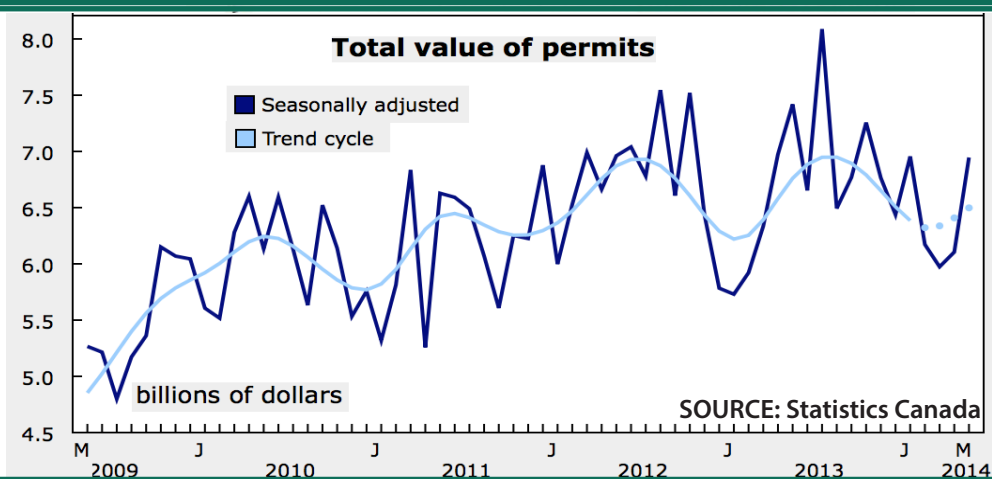 Total value of permits
Seasonally adjusted
Trend cycle
8.0
7.5
7.0
6.5
6.0
5.5
5.0
4.5
billions of dollars
SOURCE: Statistics Canada
M J J J J J M
2009 2010 2011 2012 2013 2014